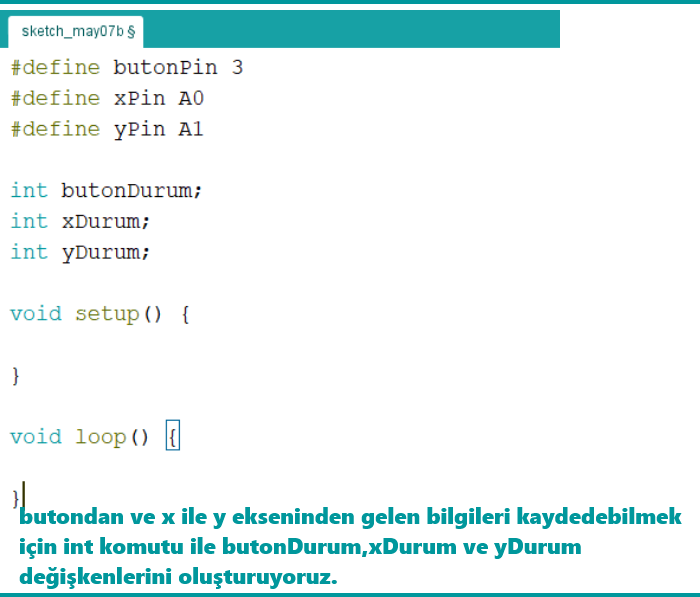 sketch_may07b §
#define butonPin 3
#define xPin A0
#define yPin A1
int butonDurum;
int xDurum;
int yDurum;
void setup() {
}
void loop() {
}
butondan ve x ile y ekseninden gelen bilgileri kaydedebilmek
için int komutu ile butonDurum,xDurum ve yDurum
değişkenlerini oluşturuyoruz.